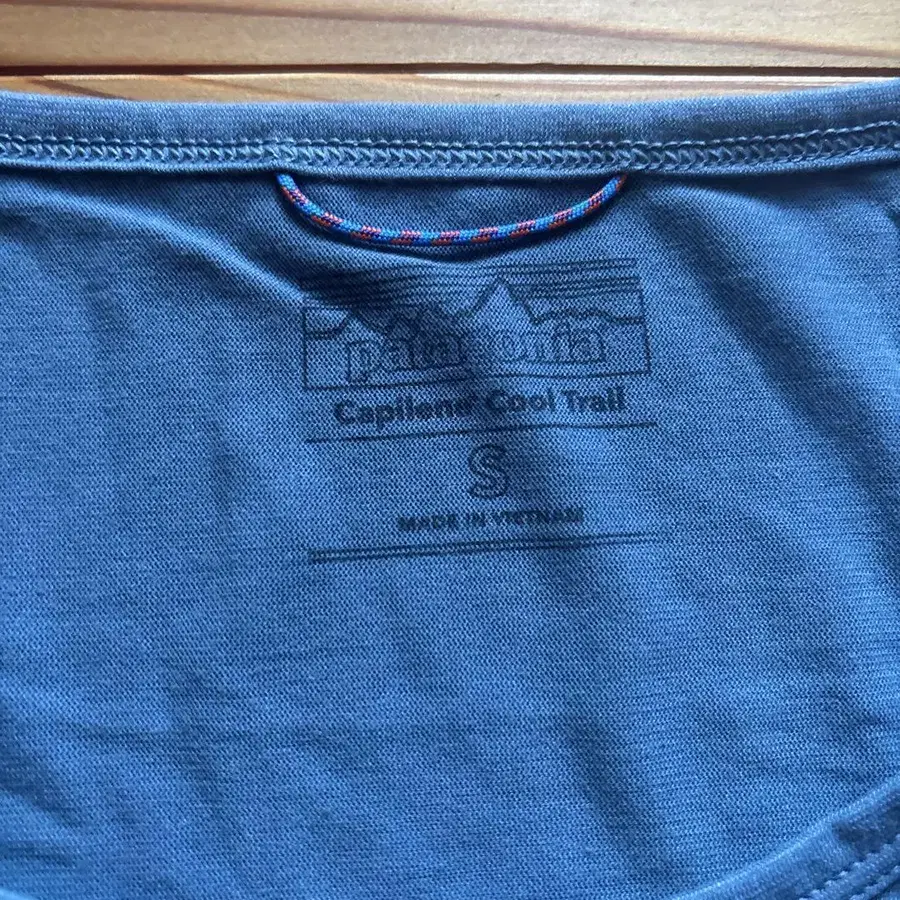 patagonia
Capilene® Cool Trail
S
MADE IN VIETNAM